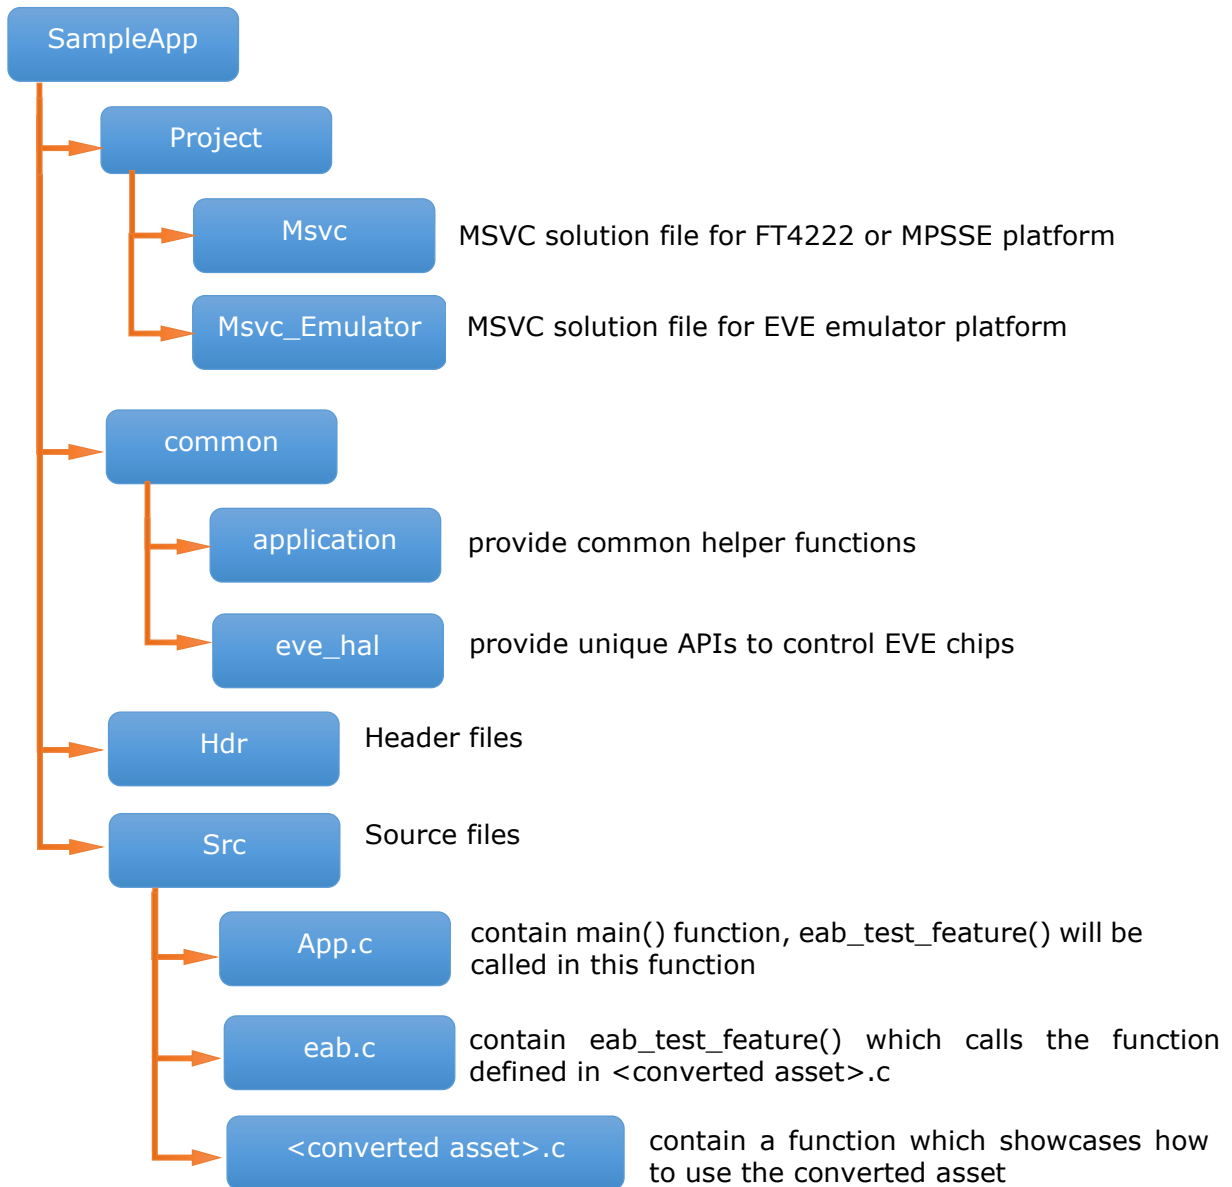 SampleApp
Project
Msvc
MSVC solution file for FT4222 or MPSSE platform
Msvc_Emulator
MSVC solution file for EVE emulator platform
common
application
provide common helper functions
eve_hal
provide unique APIs to control EVE chips
Hdr
Header files
Src
Source files
App.c
contain main() function, eab_test_feature() will be
called in this function
eab.c
contain eab_test_feature() which calls the function
defined in <converted asset>.c
<converted asset>.c
contain a function which showcases how
to use the converted asset